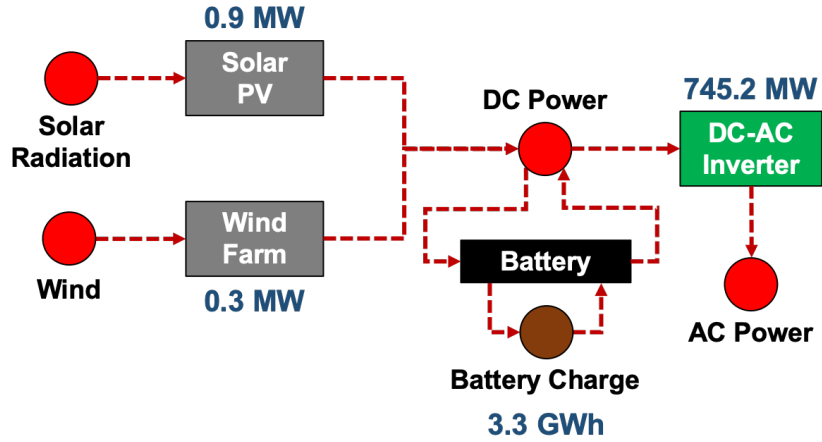 0.9 MW
Solar
PV
Solar
Radiation
Wind
Farm
0.3 MW
Wind
DC Power
745.2 MW
DC-AC
Inverter
Battery
Battery Charge
3.3 GWh
AC Power